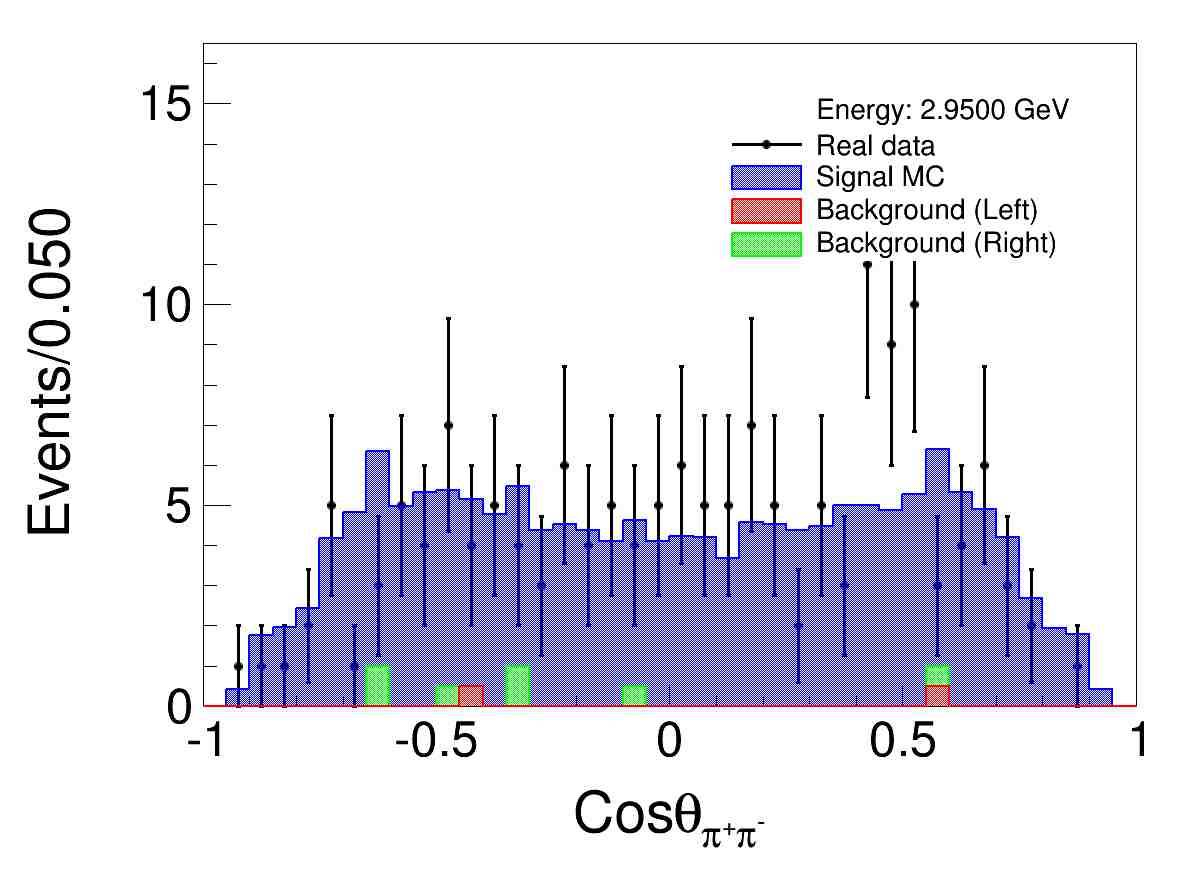 Events/0.050
15
10
5
0
Energy: 2.9500 GeV
Real data
Signal MC
Background (Left)
Background (Right)
-1 -0.5 0 0.5 1
Cosθπ⁺π⁻